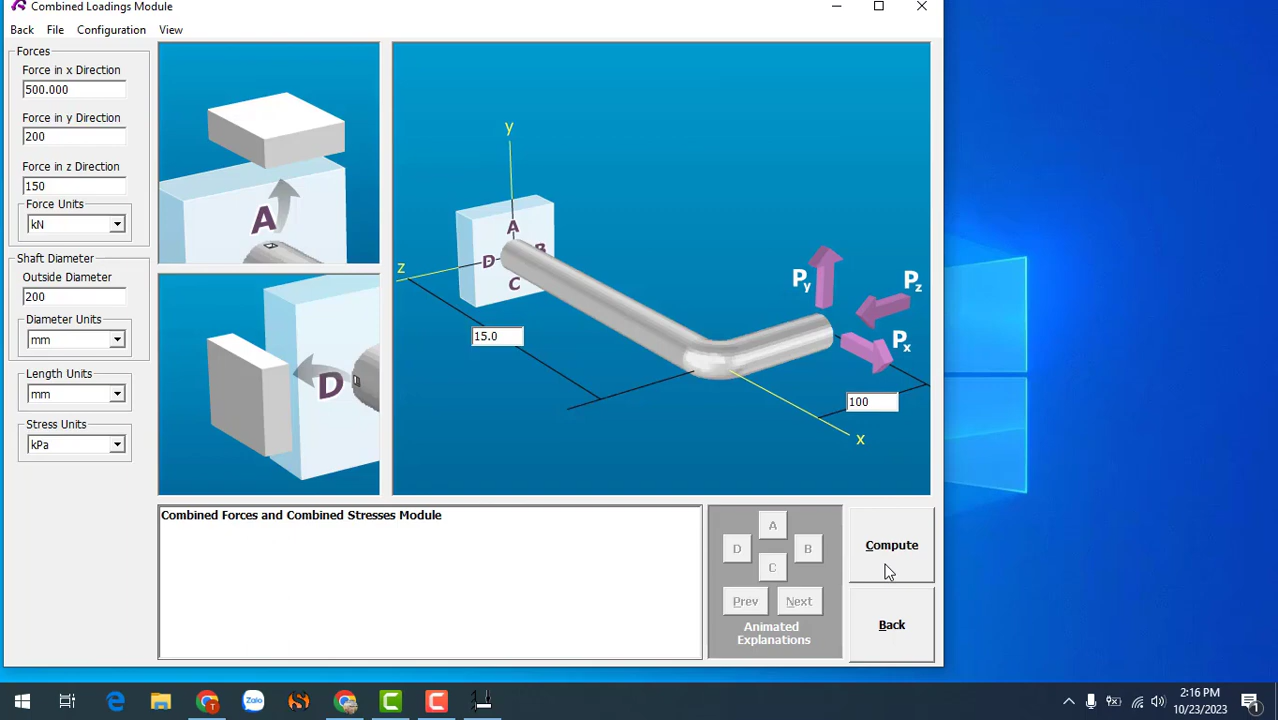 Combined Loadings Module
Back File Configuration View
Forces
Force in x Direction
500.000
Force in y Direction
200
Force in z Direction
150
Force Units
kN
Shaft Diameter
Outside Diameter
200
Diameter Units
mm
Length Units
mm
Stress Units
kPa
A
D
y
A
B
D
C
z
15.0
Py
Pz
Px
100
x
Combined Forces and Combined Stresses Module
A
D B
C
Prev Next
Animated
Explanations
Compute
Back
Zalo
T
C
C
2:16 PM
10/23/2023
1